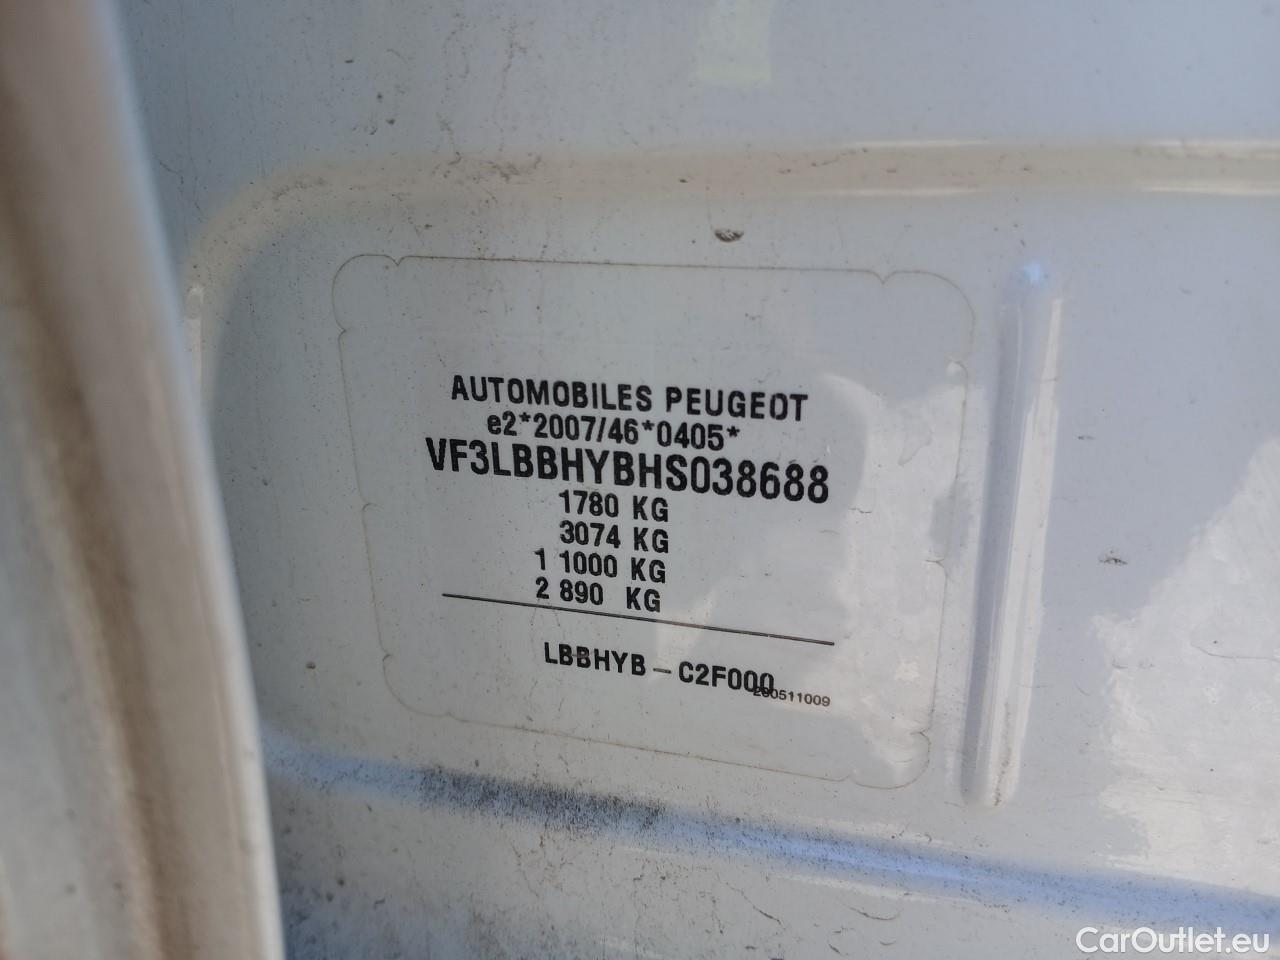 AUTOMOBILES PEUGEOT
e2*2007/46*0405*
VF3LBBHYBHS038688
1780 KG
3074 KG
1 1000 KG
2 890 KG
LBBHYB - C2F000
200511009
CarOutlet.eu